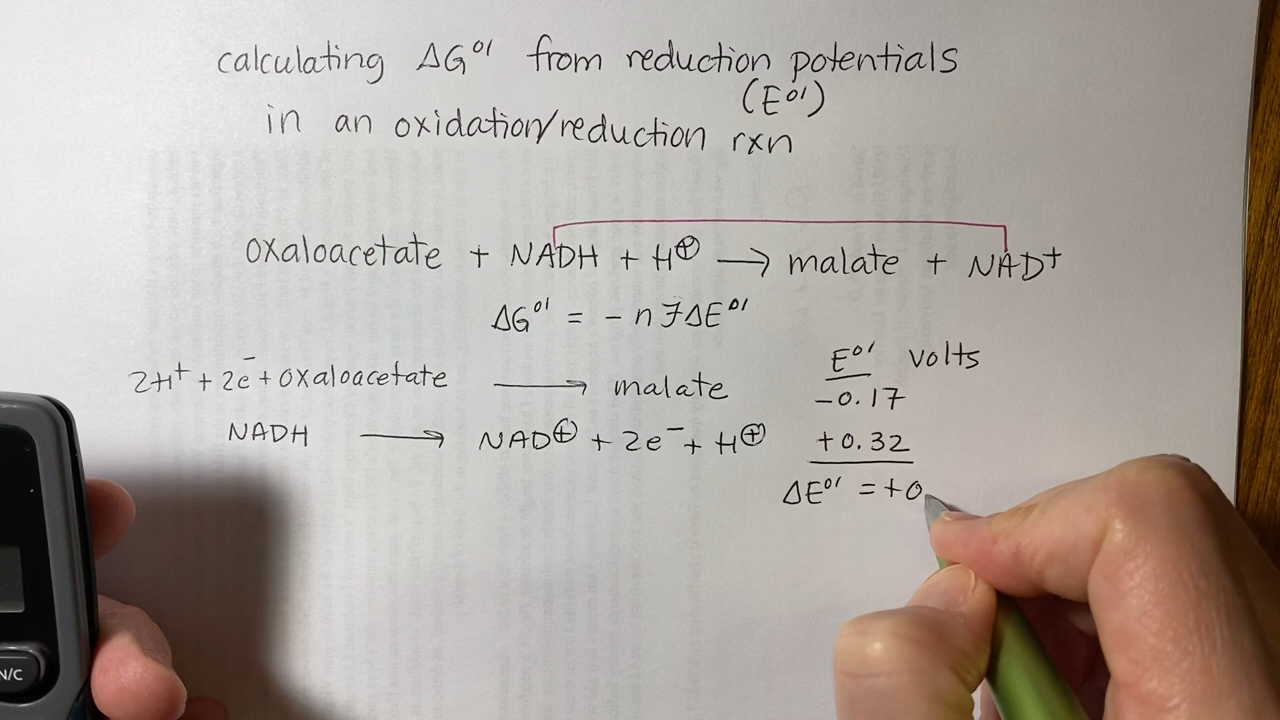 calculating ΔG°' from reduction potentials
(E°')
in an oxidation/reduction rxn
oxaloacetate + NADH + H⊕ → malate + NAD+
ΔG°' = - nℱΔE°'
E°' volts
2H+ + 2e- + oxaloacetate → malate -0.17
NADH → NAD⊕ + 2e- + H⊕ +0.32
ΔE°' = +0
N/C